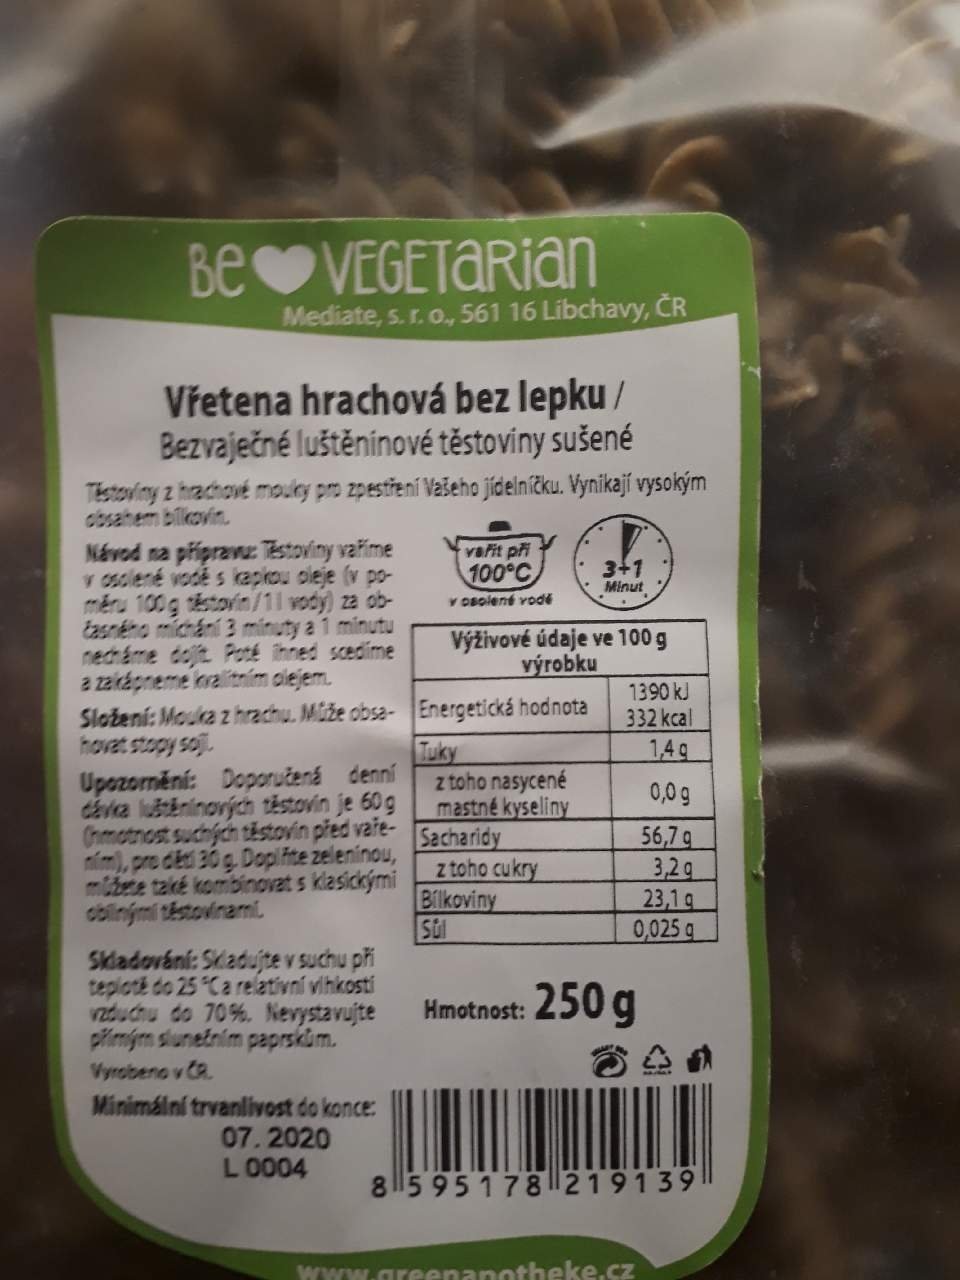 Be VEGETaRian
Mediate, s. r. o., 561 16 Libchavy, ČR
Vřetena hrachová bez lepku /
Bezvaječné luštěninové těstoviny sušené
Těstoviny z hrachové mouky pro zpestření Vašeho jídelníčku. Vynikají vysokým
obsahem bílkovin.
Návod na přípravu: Těstoviny vaříme
v osolené vodě s kapkou oleje (v po-
měru 100 g těstovin/1 l vody) za ob-
časného míchání 3 minuty a 1 minutu
necháme dojít. Poté ihned scedíme
a zakápneme kvalitním olejem.
Složení: Mouka z hrachu. Může obsa-
hovat stopy sojí.
Upozornění: Doporučená denní
dávka luštěninových těstovin je 60 g
(hmotnost suchých těstovin před vaře-
ním), pro děti 30 g. Doplňte zeleninou,
můžete také kombinovat s klasickými
obilnými těstovinami.
Skladování: Skladujte v suchu při
teplotě do 25 °C a relativní vlhkosti
vzduchu do 70%. Nevystavujte
přímým slunečním paprskům.
Vyrobeno v ČR.
Minimální trvanlivost do konce:
07. 2020
L 0004
vařit při
100°C
v osolené vodě
3+1
Minut
Výživové údaje ve 100 g
výrobku
Energetická hodnota 1390 kJ
332 kcal
Tuky 1,4 g
z toho nasycené
mastné kyseliny 0,0 g
Sacharidy 56,7 g
z toho cukry 3,2 g
Bílkoviny 23,1 g
Sůl 0,025 g
Hmotnost: 250 g
8 595178 219139
www.greenapotheke.cz